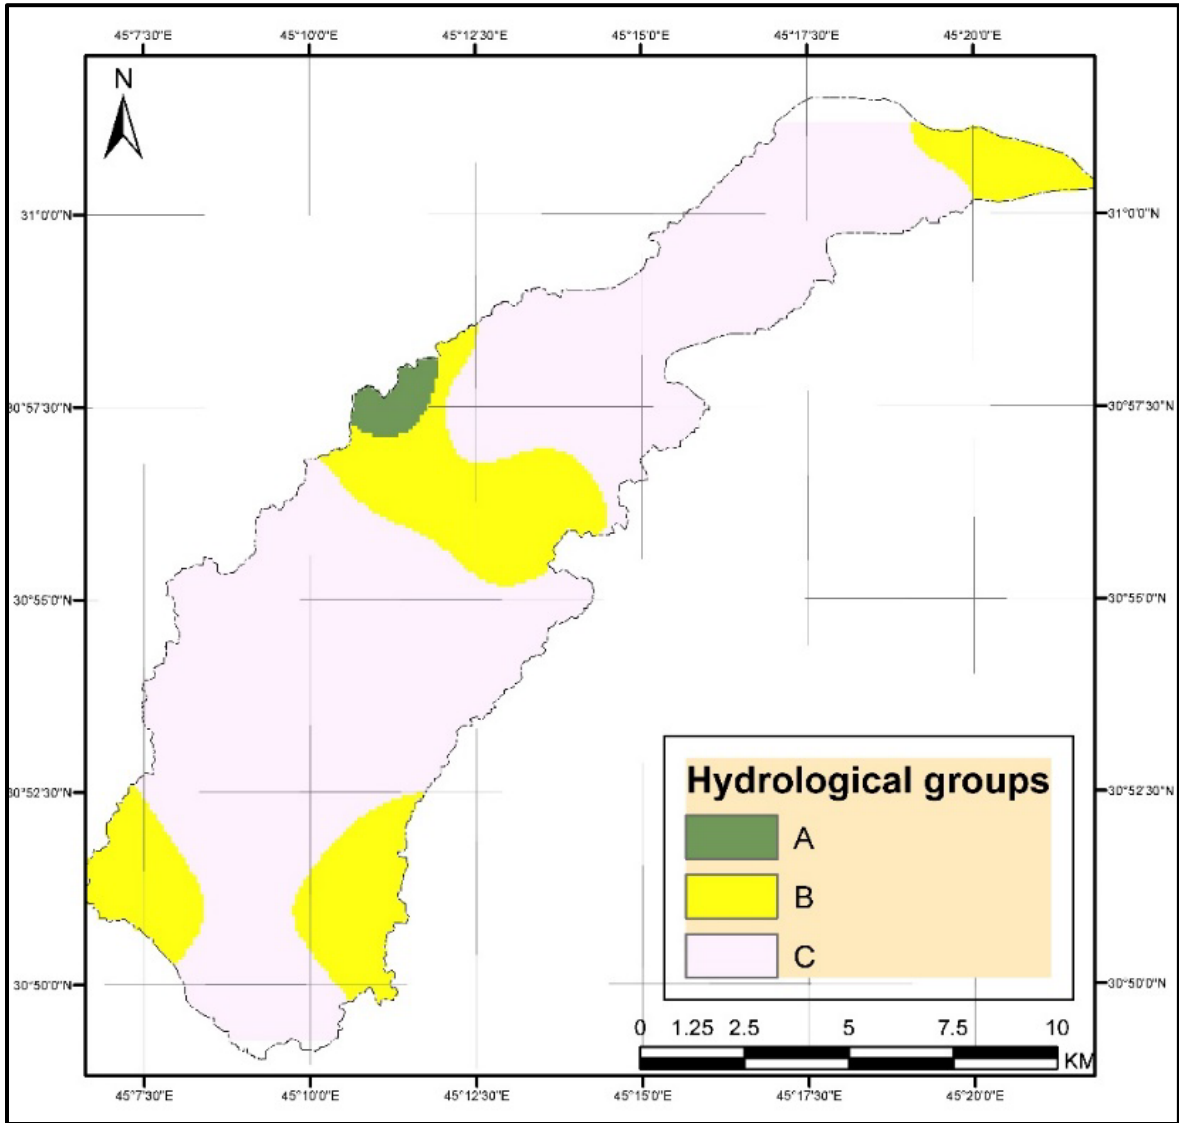 45°7'30"E 45°10'0"E 45°12'30"E 45°15'0"E 45°17'30"E 45°20'0"E
N
31°0'0"N 31°0'0"N
30°57'30"N 30°57'30"N
30°55'0"N 30°55'0"N
30°52'30"N 30°52'30"N
Hydrological groups
A
B
C
30°50'0"N 30°50'0"N
0 1.25 2.5 5 7.5 10
KM
45°7'30"E 45°10'0"E 45°12'30"E 45°15'0"E 45°17'30"E 45°20'0"E